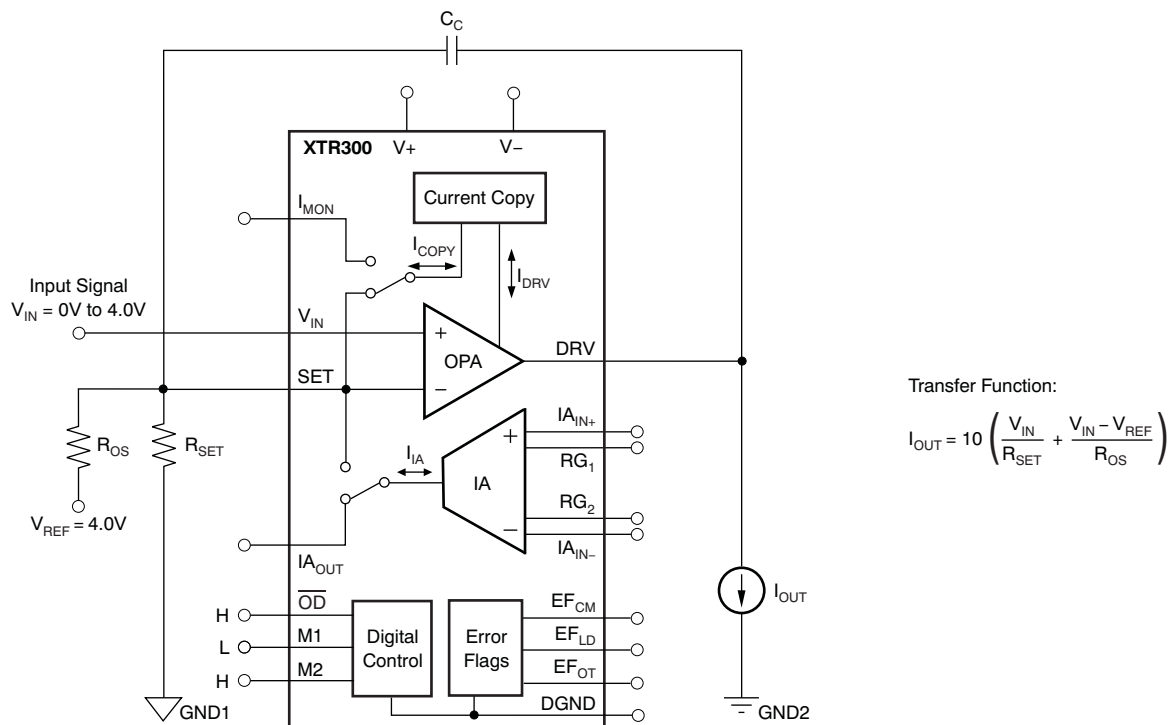 C_C
XTR300
V+
V−
Current Copy
I_MON
I_COPY
I_DRV
Input Signal
V_IN = 0V to 4.0V
V_IN
+
OPA
−
DRV
SET
R_OS
R_SET
V_REF = 4.0V
I_IA
IA
+
−
IA_IN+
RG_1
RG_2
IA_IN−
IA_OUT
Transfer Function:
I_OUT = 10 ( V_IN / R_SET + V_IN − V_REF / R_OS )
I_OUT
H
O̅D̅
L
M1
H
M2
Digital
Control
Error
Flags
EF_CM
EF_LD
EF_OT
DGND
GND1
GND2